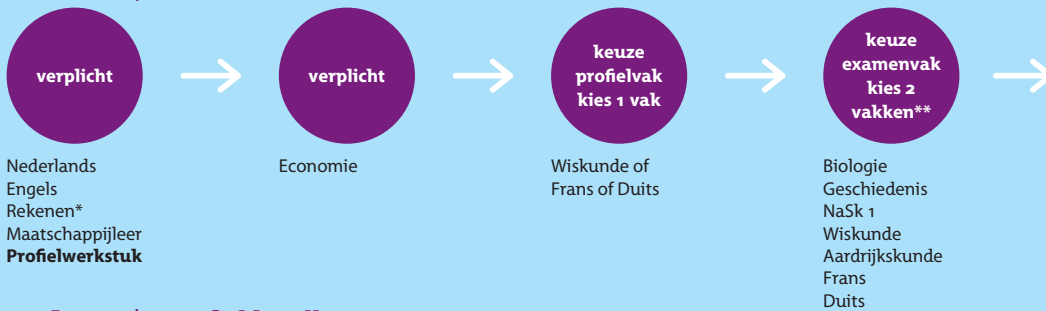 verplicht
Nederlands
Engels
Rekenen*
Maatschappijleer
Profielwerkstuk
verplicht
Economie
keuze
profielvak
kies 1 vak
Wiskunde of
Frans of Duits
keuze
examenvak
kies 2
vakken**
Biologie
Geschiedenis
NaSk 1
Wiskunde
Aardrijkskunde
Frans
Duits